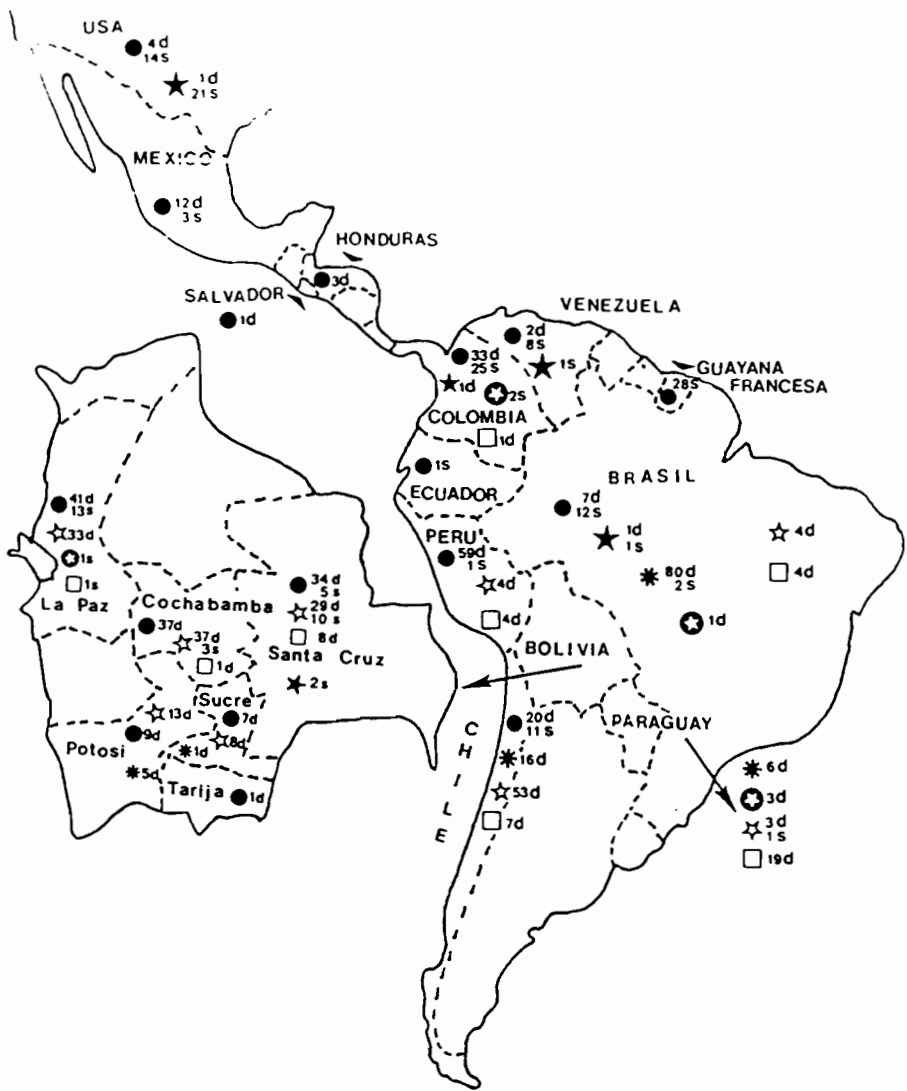 USA
4d
14s
1d
21s
MEXICO
12d
3s
HONDURAS
3d
SALVADOR
1d
VENEZUELA
2d
8s
33d
25s
1s
1d
2s
COLOMBIA
1d
GUAYANA
FRANCESA
28s
1s
ECUADOR
BRASIL
7d
12s
1d
1s
4d
80d
2s
4d
1d
PERU
59d
1s
4d
4d
BOLIVIA
41d
13s
33d
1s
1s
La Paz
Cochabamba
37d
37d
3s
1d
34d
5s
29d
10s
8d
Santa Cruz
2s
Sucre
7d
13d
9d
Potosi
1d
8d
5d
Tarija
1d
CHILE
20d
11s
16d
53d
7d
PARAGUAY
6d
3d
3d
1s
19d